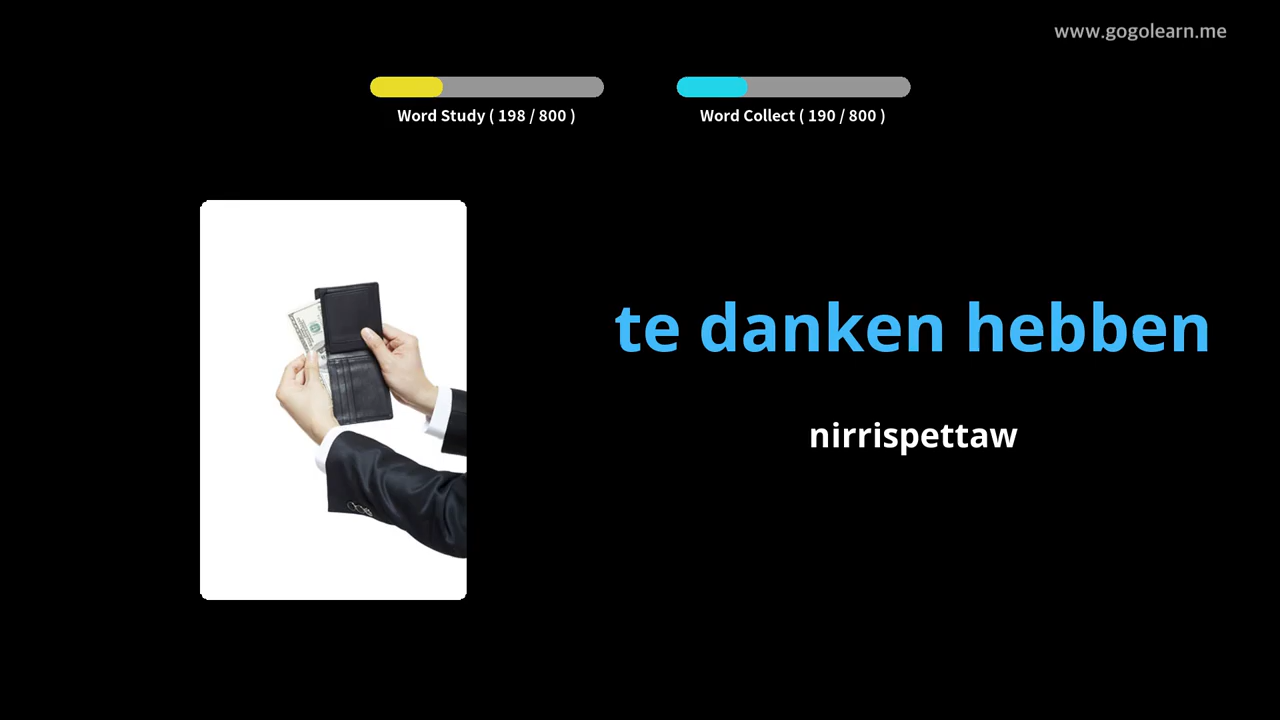 www.gogolearn.me
Word Study ( 198 / 800 )
Word Collect ( 190 / 800 )
te danken hebben
nirrispettaw